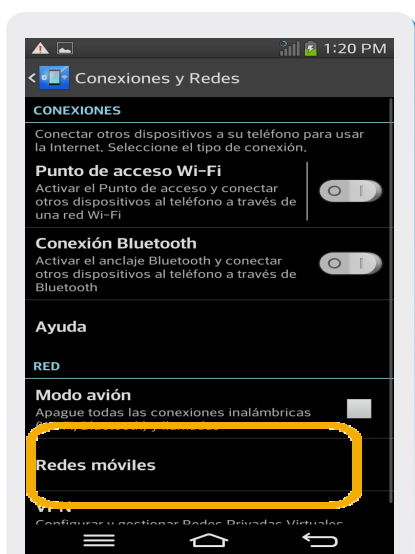 1:20 PM
Conexiones y Redes
CONEXIONES
Conectar otros dispositivos a su teléfono para usar
la Internet. Seleccione el tipo de conexión.
Punto de acceso Wi-Fi
Activar el Punto de acceso y conectar
otros dispositivos al teléfono a través de
una red Wi-Fi
Conexión Bluetooth
Activar el anclaje Bluetooth y conectar
otros dispositivos al teléfono a través de
Bluetooth
Ayuda
RED
Modo avión
Apague todas las conexiones inalámbricas
Redes móviles
VPN
Configurar y gestionar Redes Privadas Virtuales